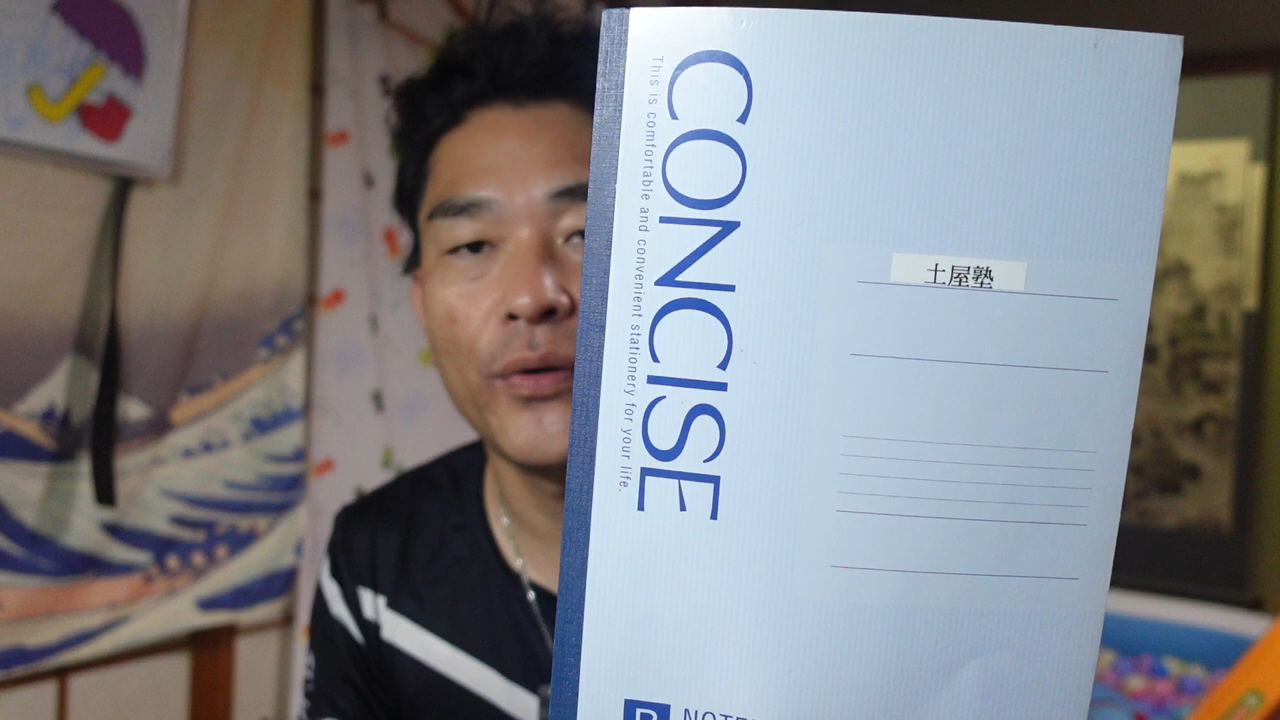 CONCISE
This is comfortable and convenient stationery for your life.
土屋塾
B